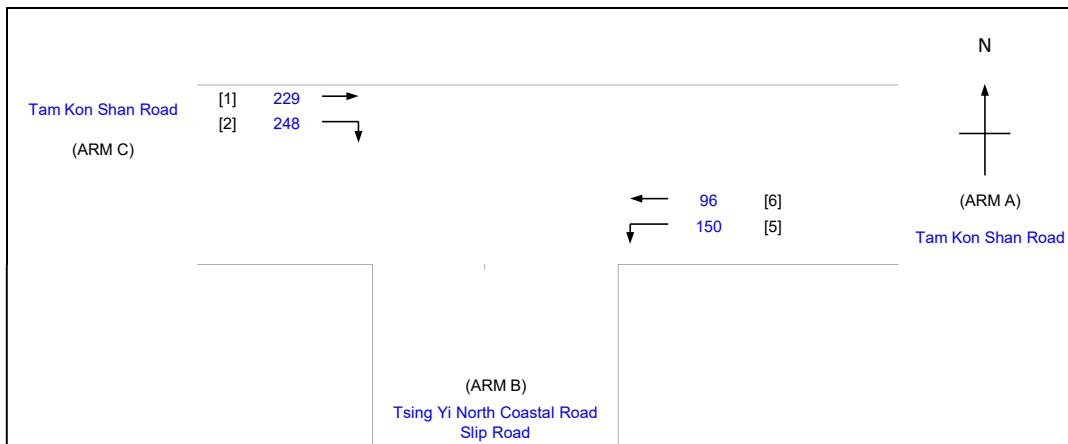 N
Tam Kon Shan Road [1] 229
[2] 248
(ARM C)
96 [6] (ARM A)
150 [5]
Tam Kon Shan Road
(ARM B)
Tsing Yi North Coastal Road
Slip Road